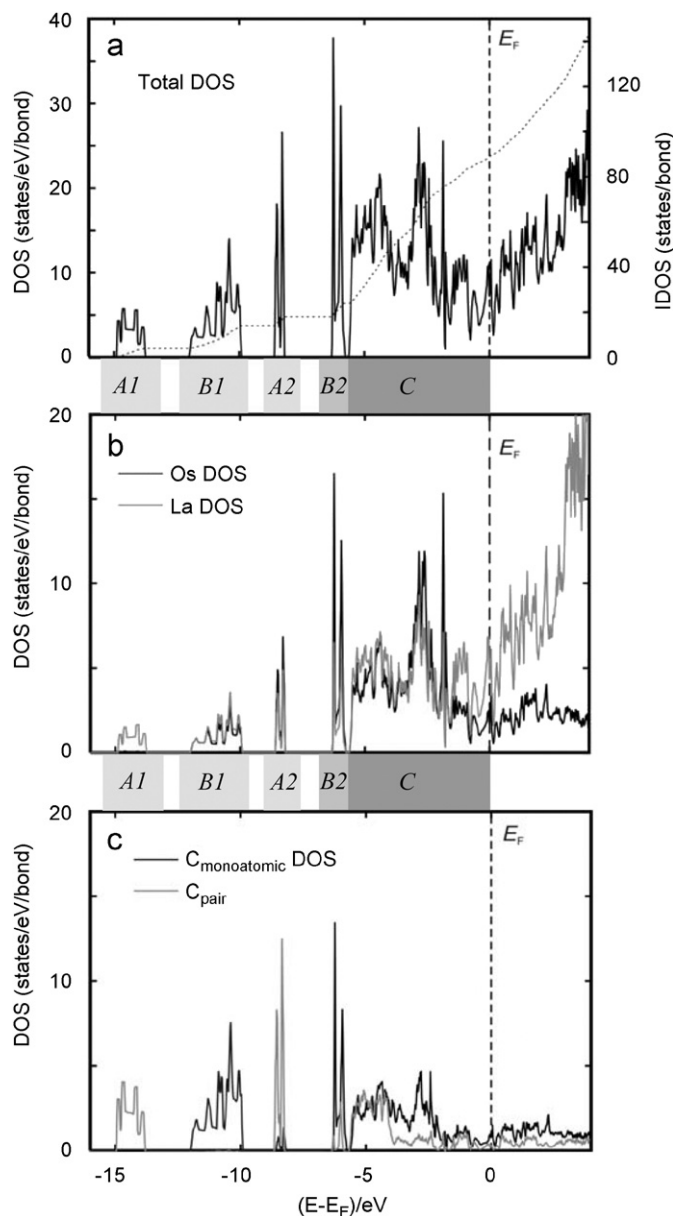 a
Total DOS
E_F
DOS (states/eV/bond)
IDOS (states/bond)
40
30
20
10
0
120
80
40
0
A1 B1 A2 B2 C
b
Os DOS
La DOS
E_F
DOS (states/eV/bond)
20
10
0
A1 B1 A2 B2 C
c
C_monoatomic DOS
C_pair
E_F
DOS (states/eV/bond)
20
10
0
-15 -10 -5 0
(E-E_F)/eV